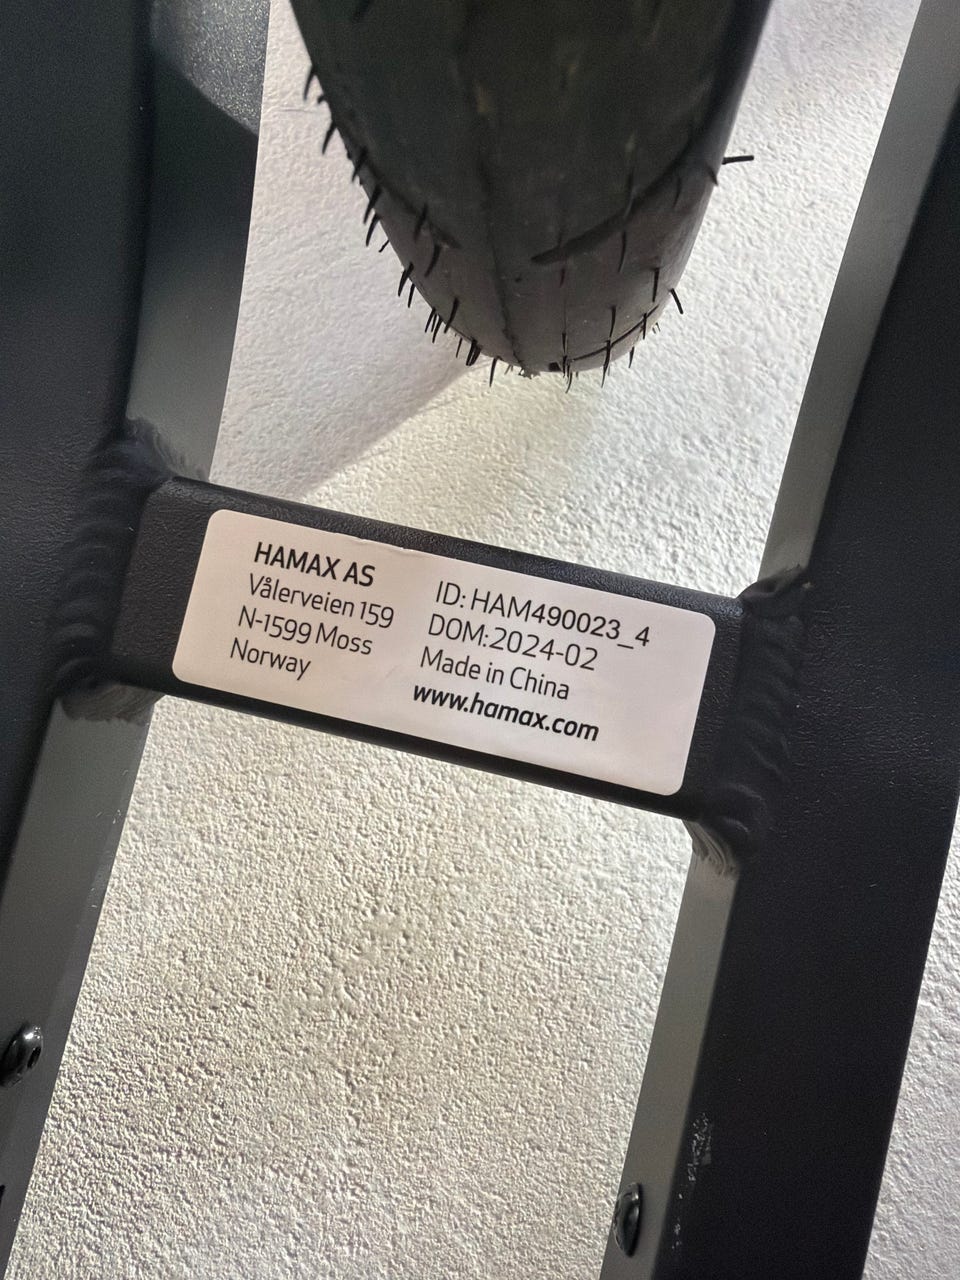 HAMAX AS
Vålerveien 159
N-1599 Moss
Norway
ID: HAM490023_4
DOM:2024-02
Made in China
www.hamax.com